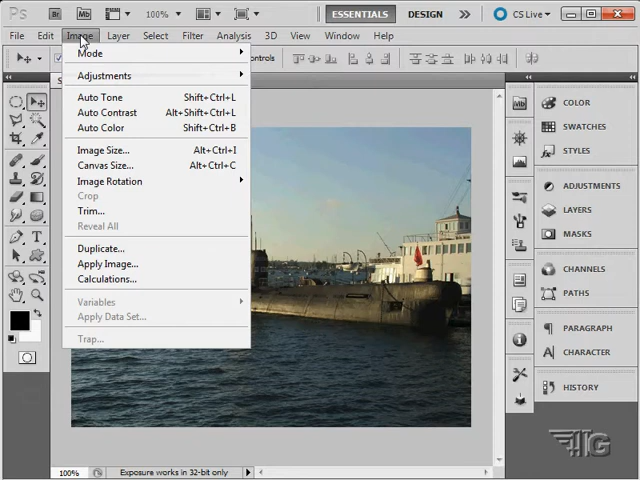 Ps Br Mb 100% ESSENTIALS DESIGN CS Live
File Edit Image Layer Select Filter Analysis 3D View Window Help
Mode
Adjustments
Auto Tone Shift+Ctrl+L
Auto Contrast Alt+Shift+Ctrl+L
Auto Color Shift+Ctrl+B
Image Size... Alt+Ctrl+I
Canvas Size... Alt+Ctrl+C
Image Rotation
Crop
Trim...
Reveal All
Duplicate...
Apply Image...
Calculations...
Variables
Apply Data Set...
Trap...
COLOR
SWATCHES
STYLES
ADJUSTMENTS
LAYERS
MASKS
CHANNELS
PATHS
PARAGRAPH
CHARACTER
HISTORY
100% Exposure works in 32-bit only